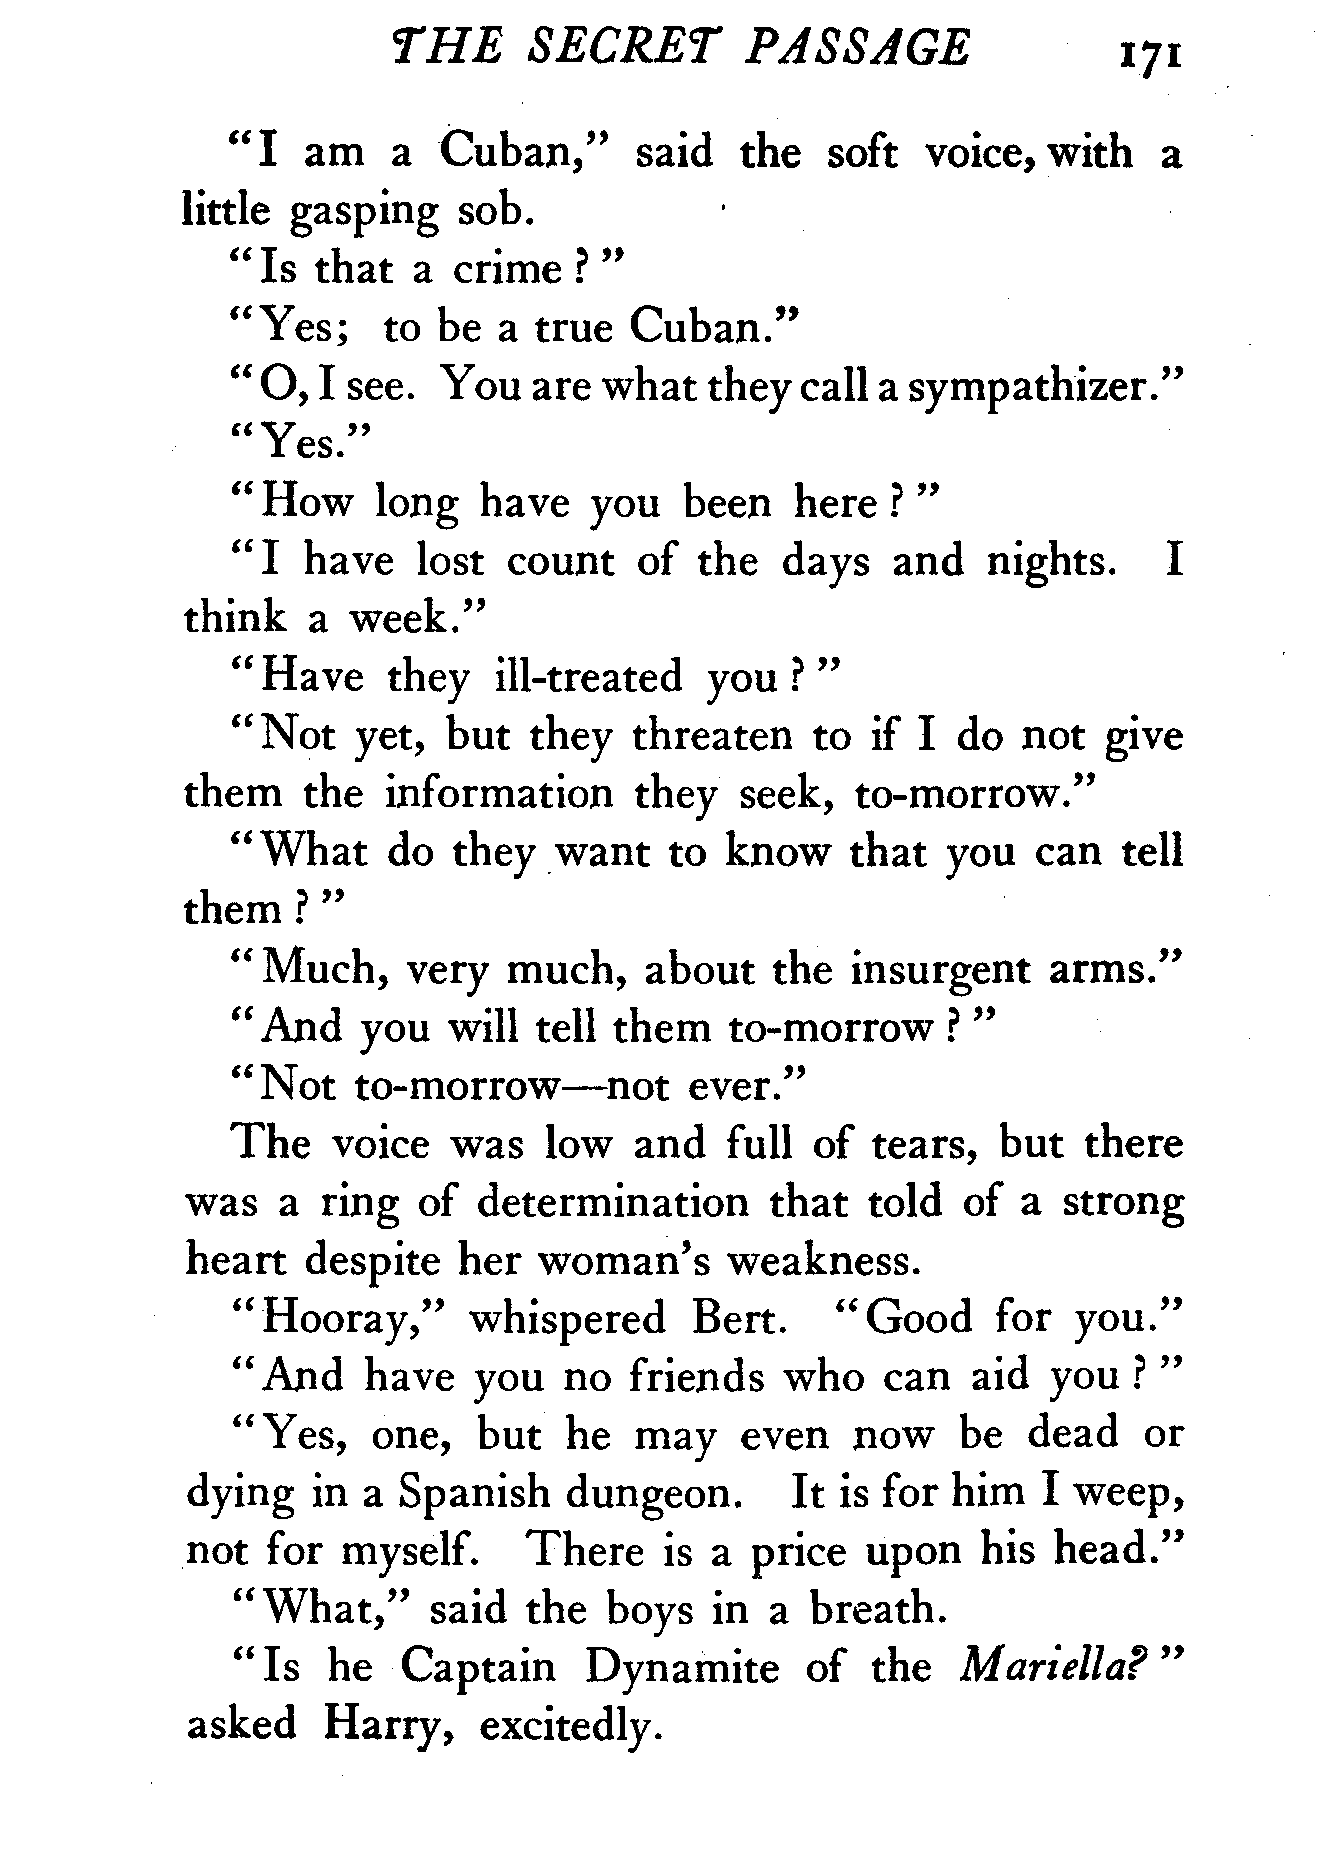 THE SECRET PASSAGE 171
"I am a Cuban," said the soft voice, with a
little gasping sob.
"Is that a crime?"
"Yes; to be a true Cuban."
"O, I see. You are what they call a sympathizer."
"Yes."
"How long have you been here?"
"I have lost count of the days and nights. I
think a week."
"Have they ill-treated you?"
"Not yet, but they threaten to if I do not give
them the information they seek, to-morrow."
"What do they want to know that you can tell
them?"
"Much, very much, about the insurgent arms."
"And you will tell them to-morrow?"
"Not to-morrow—not ever."
The voice was low and full of tears, but there
was a ring of determination that told of a strong
heart despite her woman's weakness.
"Hooray," whispered Bert. "Good for you."
"And have you no friends who can aid you?"
"Yes, one, but he may even now be dead or
dying in a Spanish dungeon. It is for him I weep,
not for myself. There is a price upon his head."
"What," said the boys in a breath.
"Is he Captain Dynamite of the Mariella?"
asked Harry, excitedly.